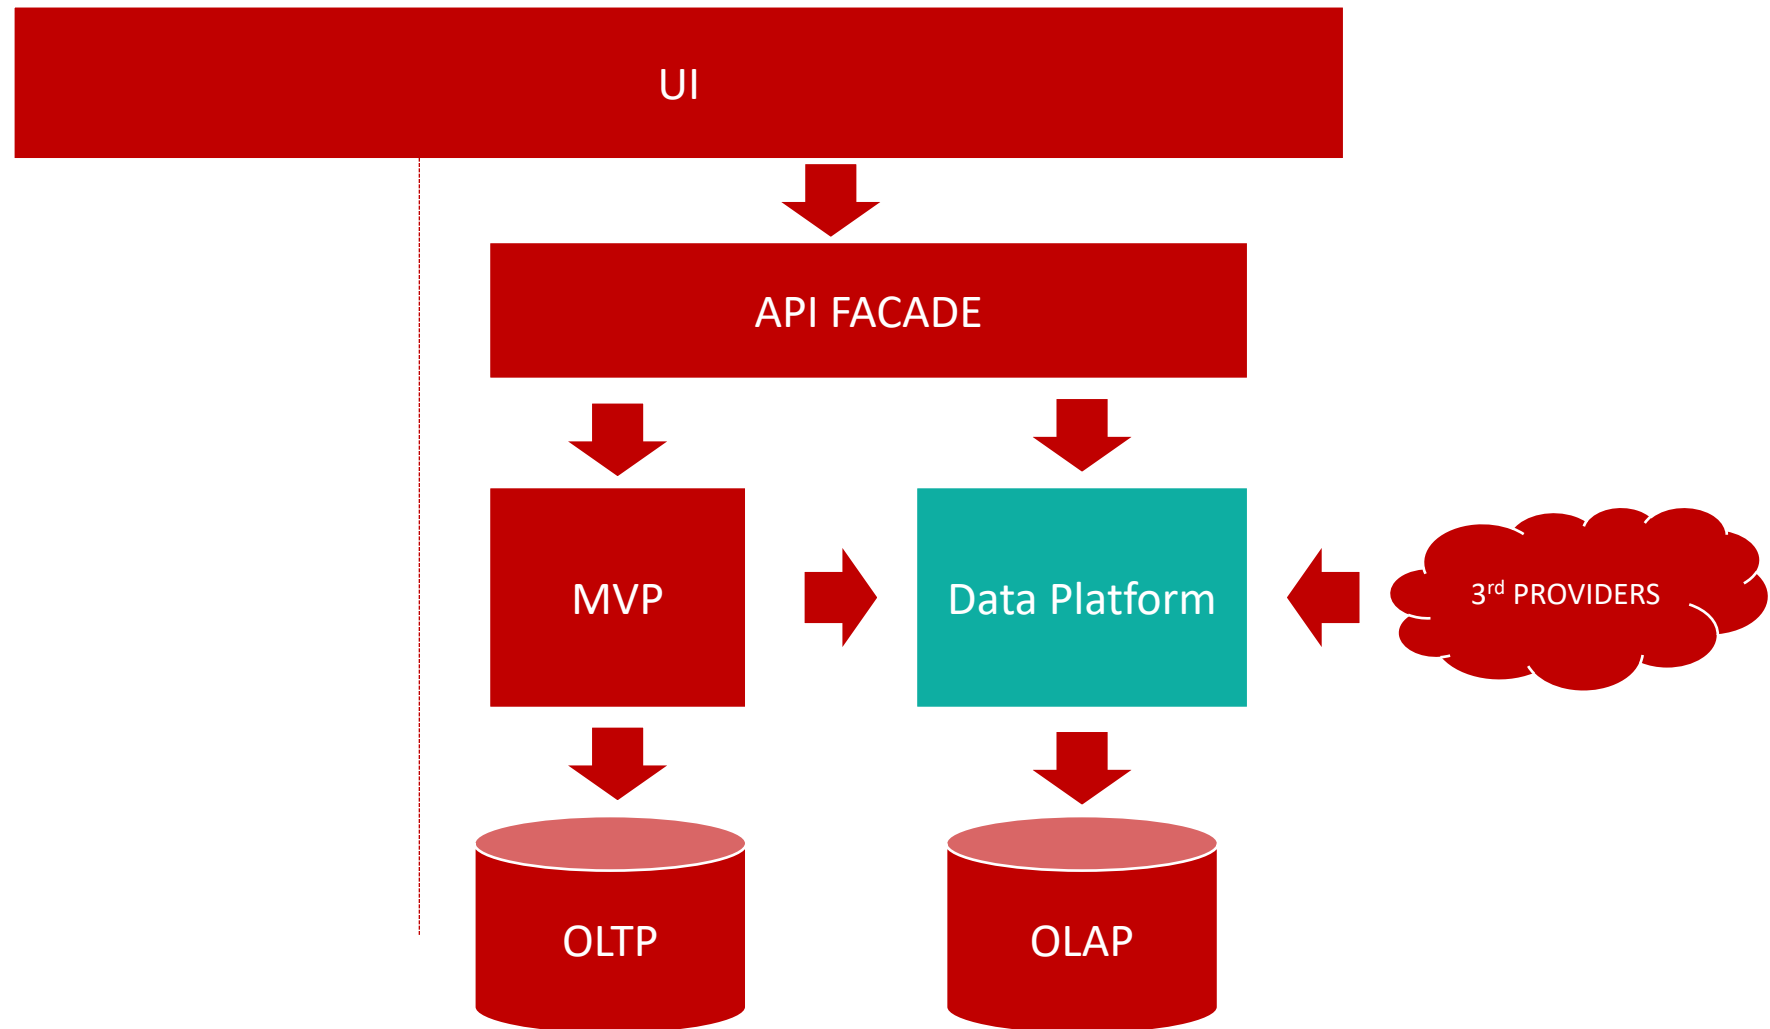 UI
API FACADE
MVP
Data Platform
3rd PROVIDERS
OLTP
OLAP